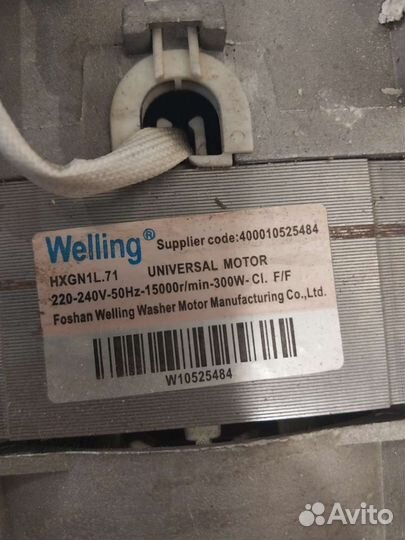 Welling® Supplier code:400010525484
HXGN1L.71 UNIVERSAL MOTOR
220-240V-50Hz-15000r/min-300W- Cl. F/F
Foshan Welling Washer Motor Manufacturing Co.,Ltd.
W10525484
Avito